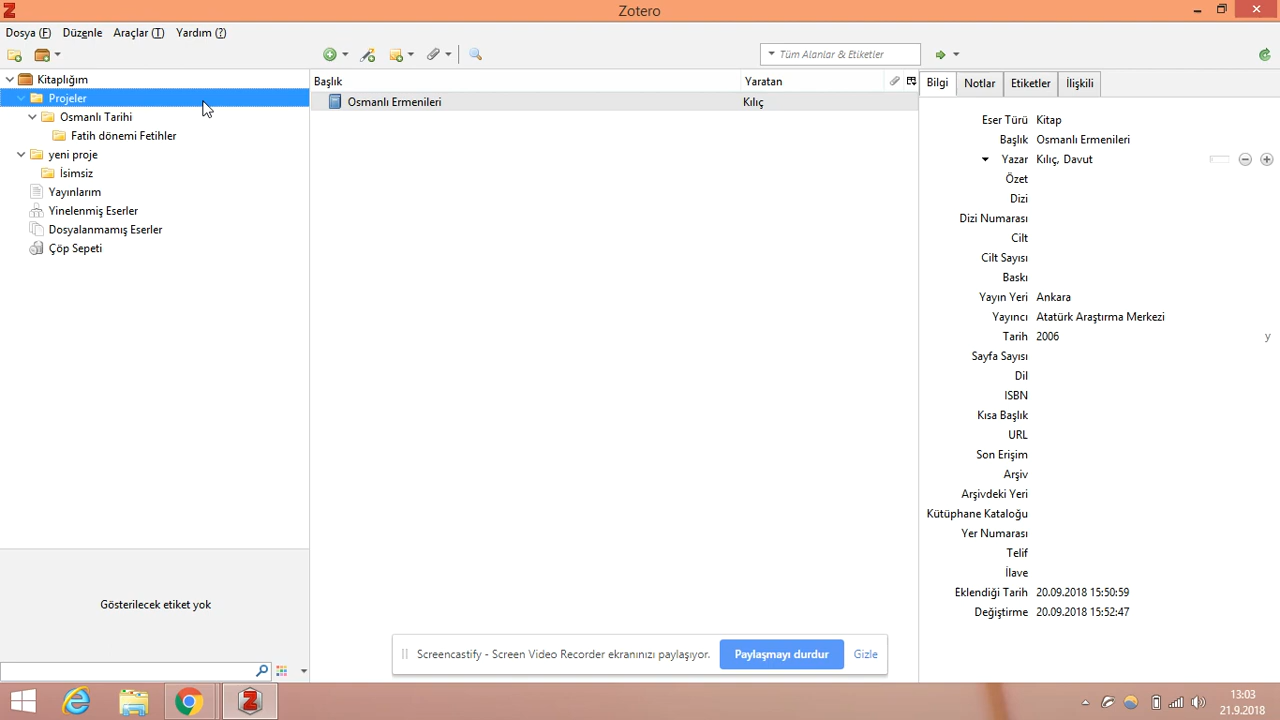 Zotero
Dosya (F) Düzenle Araçlar (T) Yardım (?)
Tüm Alanlar & Etiketler
Kitaplığım
Projeler
Osmanlı Tarihi
Fatih dönemi Fetihler
yeni proje
İsimsiz
Yayınlarım
Yinelenmiş Eserler
Dosyalanmamış Eserler
Çöp Sepeti
Gösterilecek etiket yok
Başlık Yaratan
Osmanlı Ermenileri Kılıç
Bilgi Notlar Etiketler İlişkili
Eser Türü Kitap
Başlık Osmanlı Ermenileri
Yazar Kılıç, Davut
Özet
Dizi
Dizi Numarası
Cilt
Cilt Sayısı
Baskı
Yayın Yeri Ankara
Yayıncı Atatürk Araştırma Merkezi
Tarih 2006 y
Sayfa Sayısı
Dil
ISBN
Kısa Başlık
URL
Son Erişim
Arşiv
Arşivdeki Yeri
Kütüphane Kataloğu
Yer Numarası
Telif
İlave
Eklendiği Tarih 20.09.2018 15:50:59
Değiştirme 20.09.2018 15:52:47
Screencastify - Screen Video Recorder ekranınızı paylaşıyor. Paylaşmayı durdur Gizle
13:03
21.9.2018